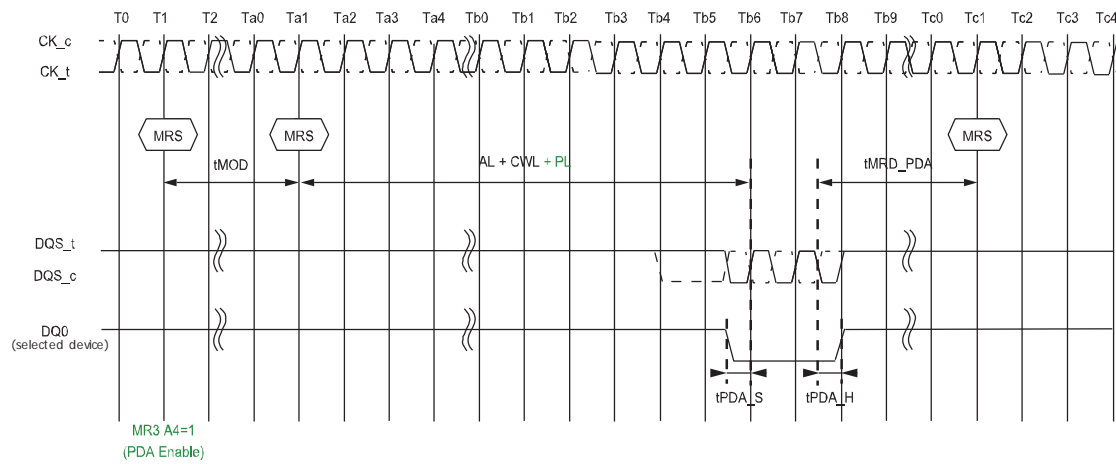 T0 T1 T2 Ta0 Ta1 Ta2 Ta3 Ta4 Tb0 Tb1 Tb2 Tb3 Tb4 Tb5 Tb6 Tb7 Tb8 Tb9 Tc0 Tc1 Tc2 Tc3 Tc4
CK_c
CK_t
MRS MRS MRS
tMOD AL + CWL + PL tMRD_PDA
DQS_t
DQS_c
DQ0
(selected device)
tPDA_S tPDA_H
MR3 A4=1
(PDA Enable)